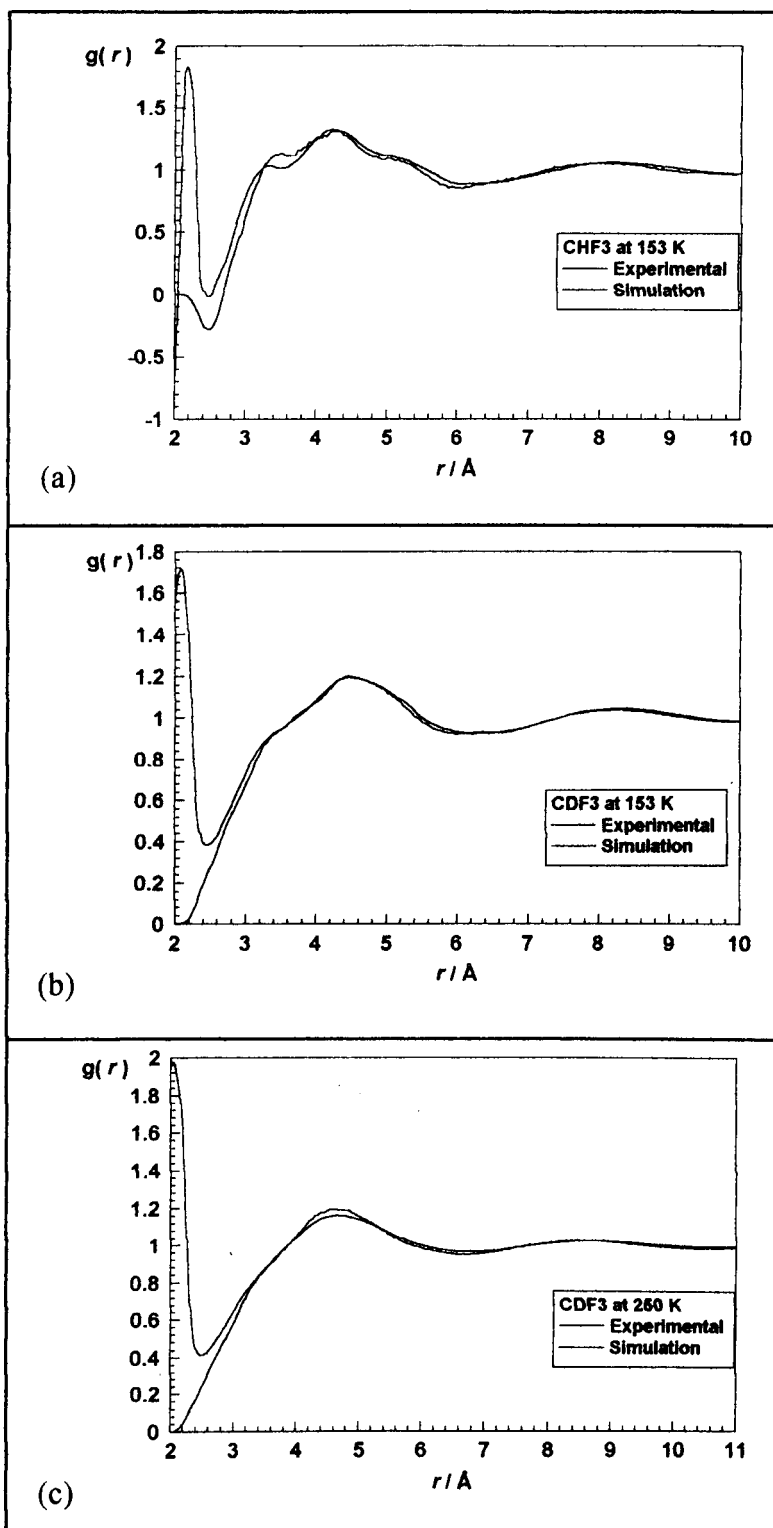 g(r)
2
1.5
1
0.5
0
-0.5
-1
CHF3 at 153 K
Experimental
Simulation
2 3 4 5 6 7 8 9 10
r / Å
(a)
g(r)
1.8
1.6
1.4
1.2
1
0.8
0.6
0.4
0.2
0
CDF3 at 153 K
Experimental
Simulation
2 3 4 5 6 7 8 9 10
r / Å
(b)
g(r)
2
1.8
1.6
1.4
1.2
1
0.8
0.6
0.4
0.2
0
CDF3 at 250 K
Experimental
Simulation
2 3 4 5 6 7 8 9 10 11
r / Å
(c)